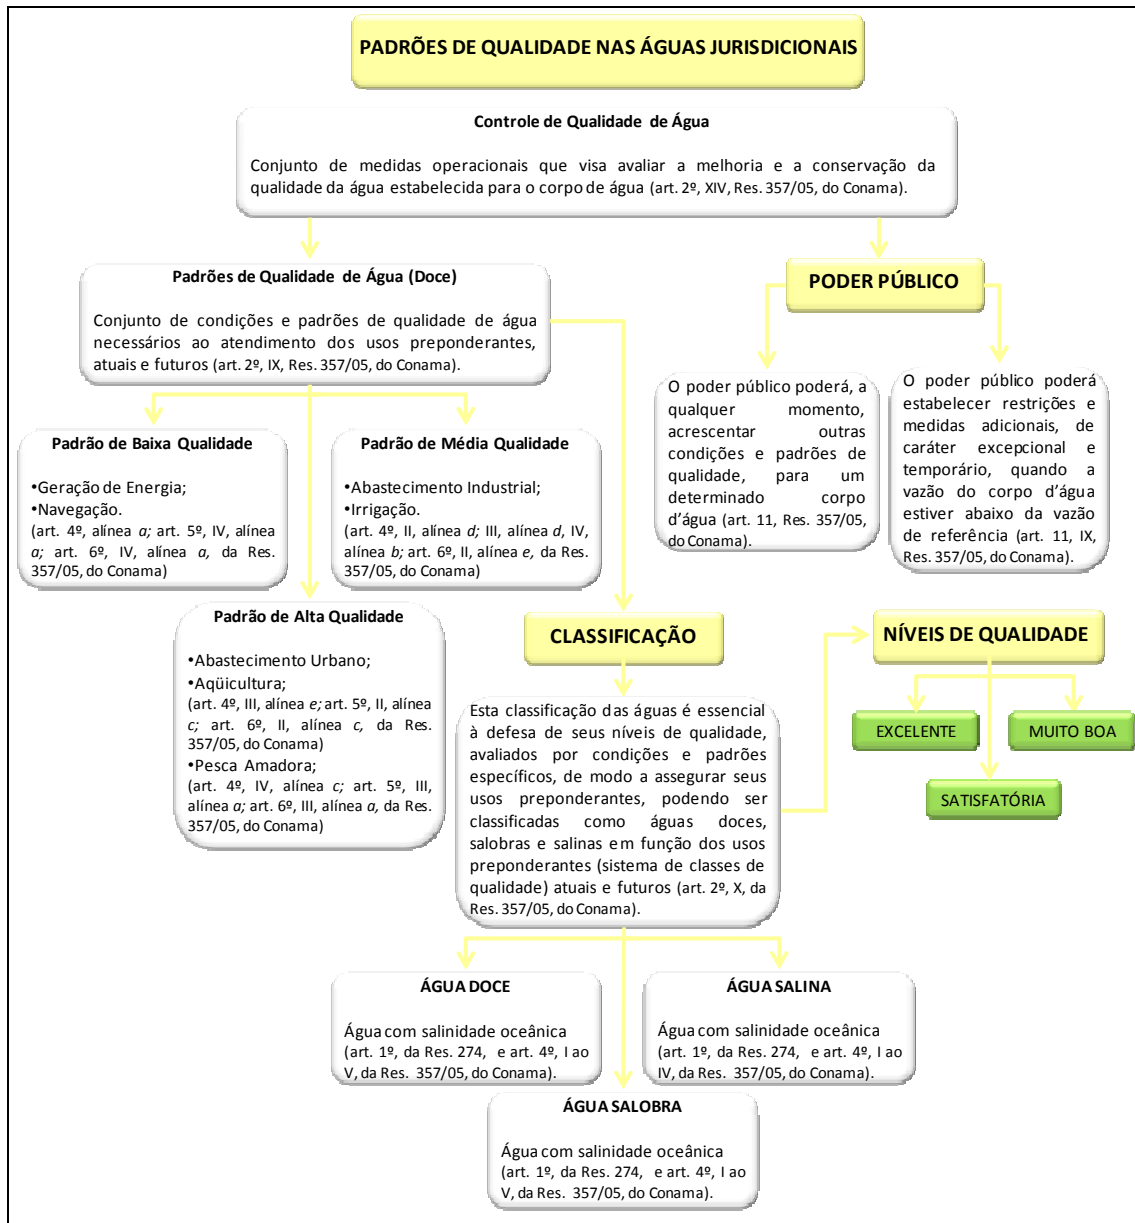 PADRÕES DE QUALIDADE NAS ÁGUAS JURISDICIONAIS
Controle de Qualidade de Água
Conjunto de medidas operacionais que visa avaliar a melhoria e a conservação da
qualidade da água estabelecida para o corpo de água (art. 2º, XIV, Res. 357/05, do Conama).
Padrões de Qualidade de Água (Doce)
Conjunto de condições e padrões de qualidade de água
necessários ao atendimento dos usos preponderantes,
atuais e futuros (art. 2º, IX, Res. 357/05, do Conama).
PODER PÚBLICO
O poder público poderá, a
qualquer momento,
acrescentar outras
condições e padrões de
qualidade, para um
determinado corpo
d’água (art. 11, Res. 357/05,
do Conama).
O poder público poderá
estabelecer restrições e
medidas adicionais, de
caráter excepcional e
temporário, quando a
vazão do corpo d’água
estiver abaixo da vazão
de referência (art. 11, IX,
Res. 357/05, do Conama).
Padrão de Baixa Qualidade
•Geração de Energia;
•Navegação.
(art. 4º, alínea a; art. 5º, IV, alínea
a; art. 6º, IV, alínea a, da Res.
357/05, do Conama)
Padrão de Média Qualidade
•Abastecimento Industrial;
•Irrigação.
(art. 4º, II, alínea d; III, alínea d, IV,
alínea b; art. 6º, II, alínea e, da Res.
357/05, do Conama)
Padrão de Alta Qualidade
•Abastecimento Urbano;
•Aqüicultura;
(art. 4º, III, alínea e; art. 5º, II, alínea
c; art. 6º, II, alínea c, da Res.
357/05, do Conama)
•Pesca Amadora;
(art. 4º, IV, alínea c; art. 5º, III,
alínea a; art. 6º, III, alínea a, da Res.
357/05, do Conama)
CLASSIFICAÇÃO
Esta classificação das águas é essencial
à defesa de seus níveis de qualidade,
avaliados por condições e padrões
específicos, de modo a assegurar seus
usos preponderantes, podendo ser
classificadas como águas doces,
salobras e salinas em função dos usos
preponderantes (sistema de classes de
qualidade) atuais e futuros (art. 2º, X, da
Res. 357/05, do Conama).
NÍVEIS DE QUALIDADE
EXCELENTE
MUITO BOA
SATISFATÓRIA
ÁGUA DOCE
Água com salinidade oceânica
(art. 1º, da Res. 274, e art. 4º, I ao
V, da Res. 357/05, do Conama).
ÁGUA SALINA
Água com salinidade oceânica
(art. 1º, da Res. 274, e art. 4º, I ao
IV, da Res. 357/05, do Conama).
ÁGUA SALOBRA
Água com salinidade oceânica
(art. 1º, da Res. 274, e art. 4º, I ao
V, da Res. 357/05, do Conama).